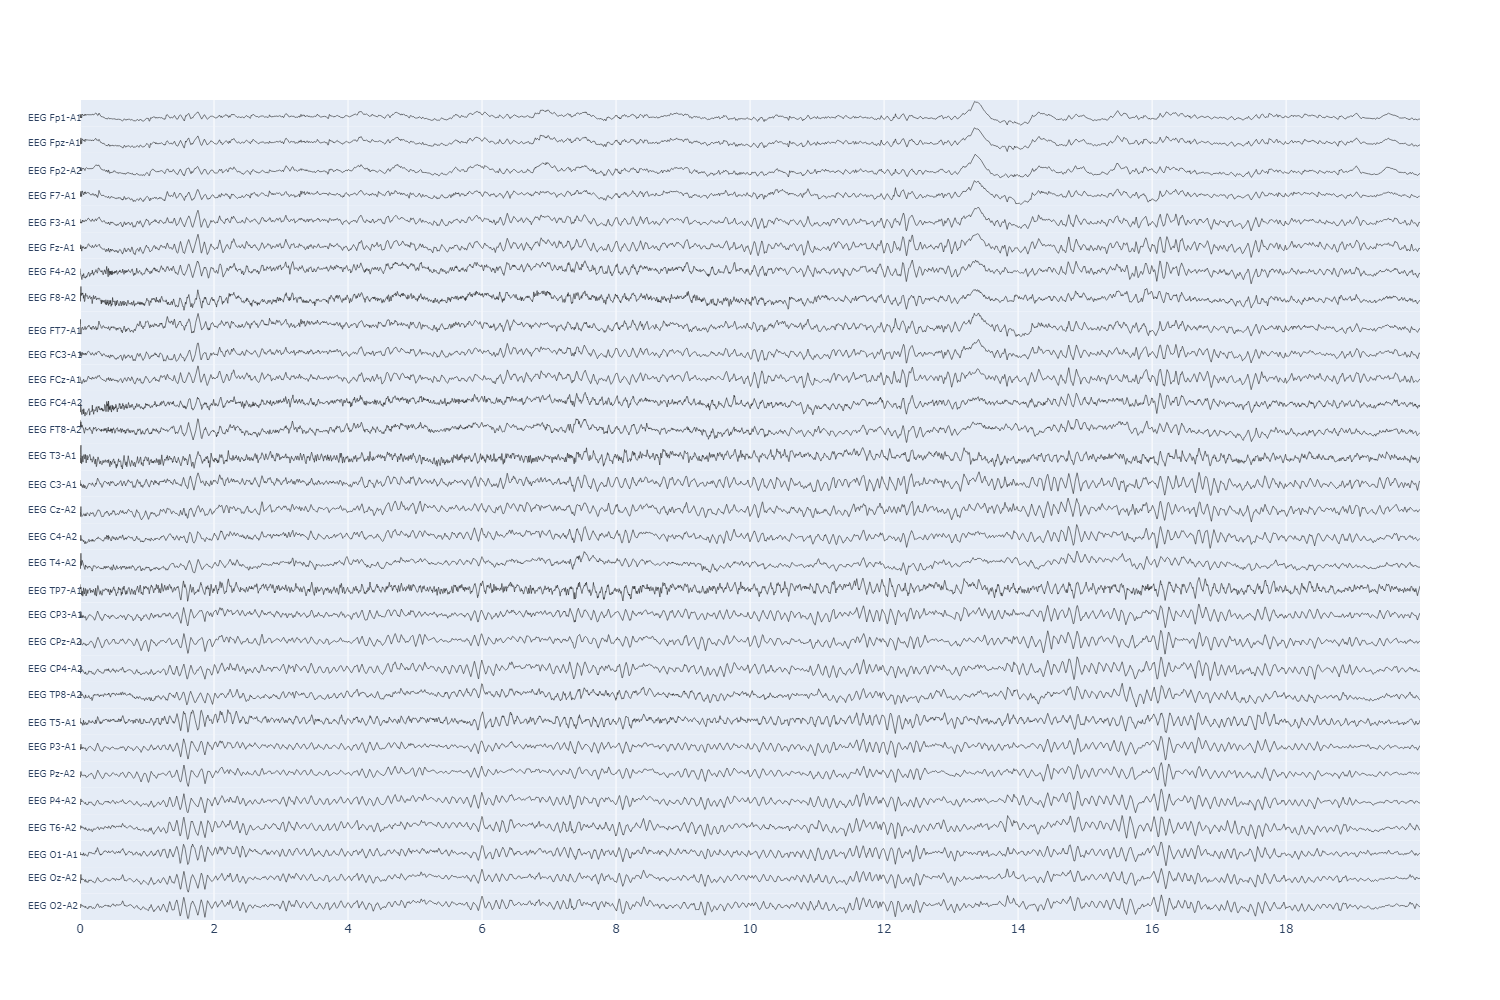 EEG Fp1-A1
EEG Fpz-A1
EEG Fp2-A2
EEG F7-A1
EEG F3-A1
EEG Fz-A1
EEG F4-A2
EEG F8-A2
EEG FT7-A1
EEG FC3-A1
EEG FCz-A1
EEG FC4-A2
EEG FT8-A2
EEG T3-A1
EEG C3-A1
EEG Cz-A2
EEG C4-A2
EEG T4-A2
EEG TP7-A1
EEG CP3-A1
EEG CPz-A2
EEG CP4-A2
EEG TP8-A2
EEG T5-A1
EEG P3-A1
EEG Pz-A2
EEG P4-A2
EEG T6-A2
EEG O1-A1
EEG Oz-A2
EEG O2-A2
0 2 4 6 8 10 12 14 16 18